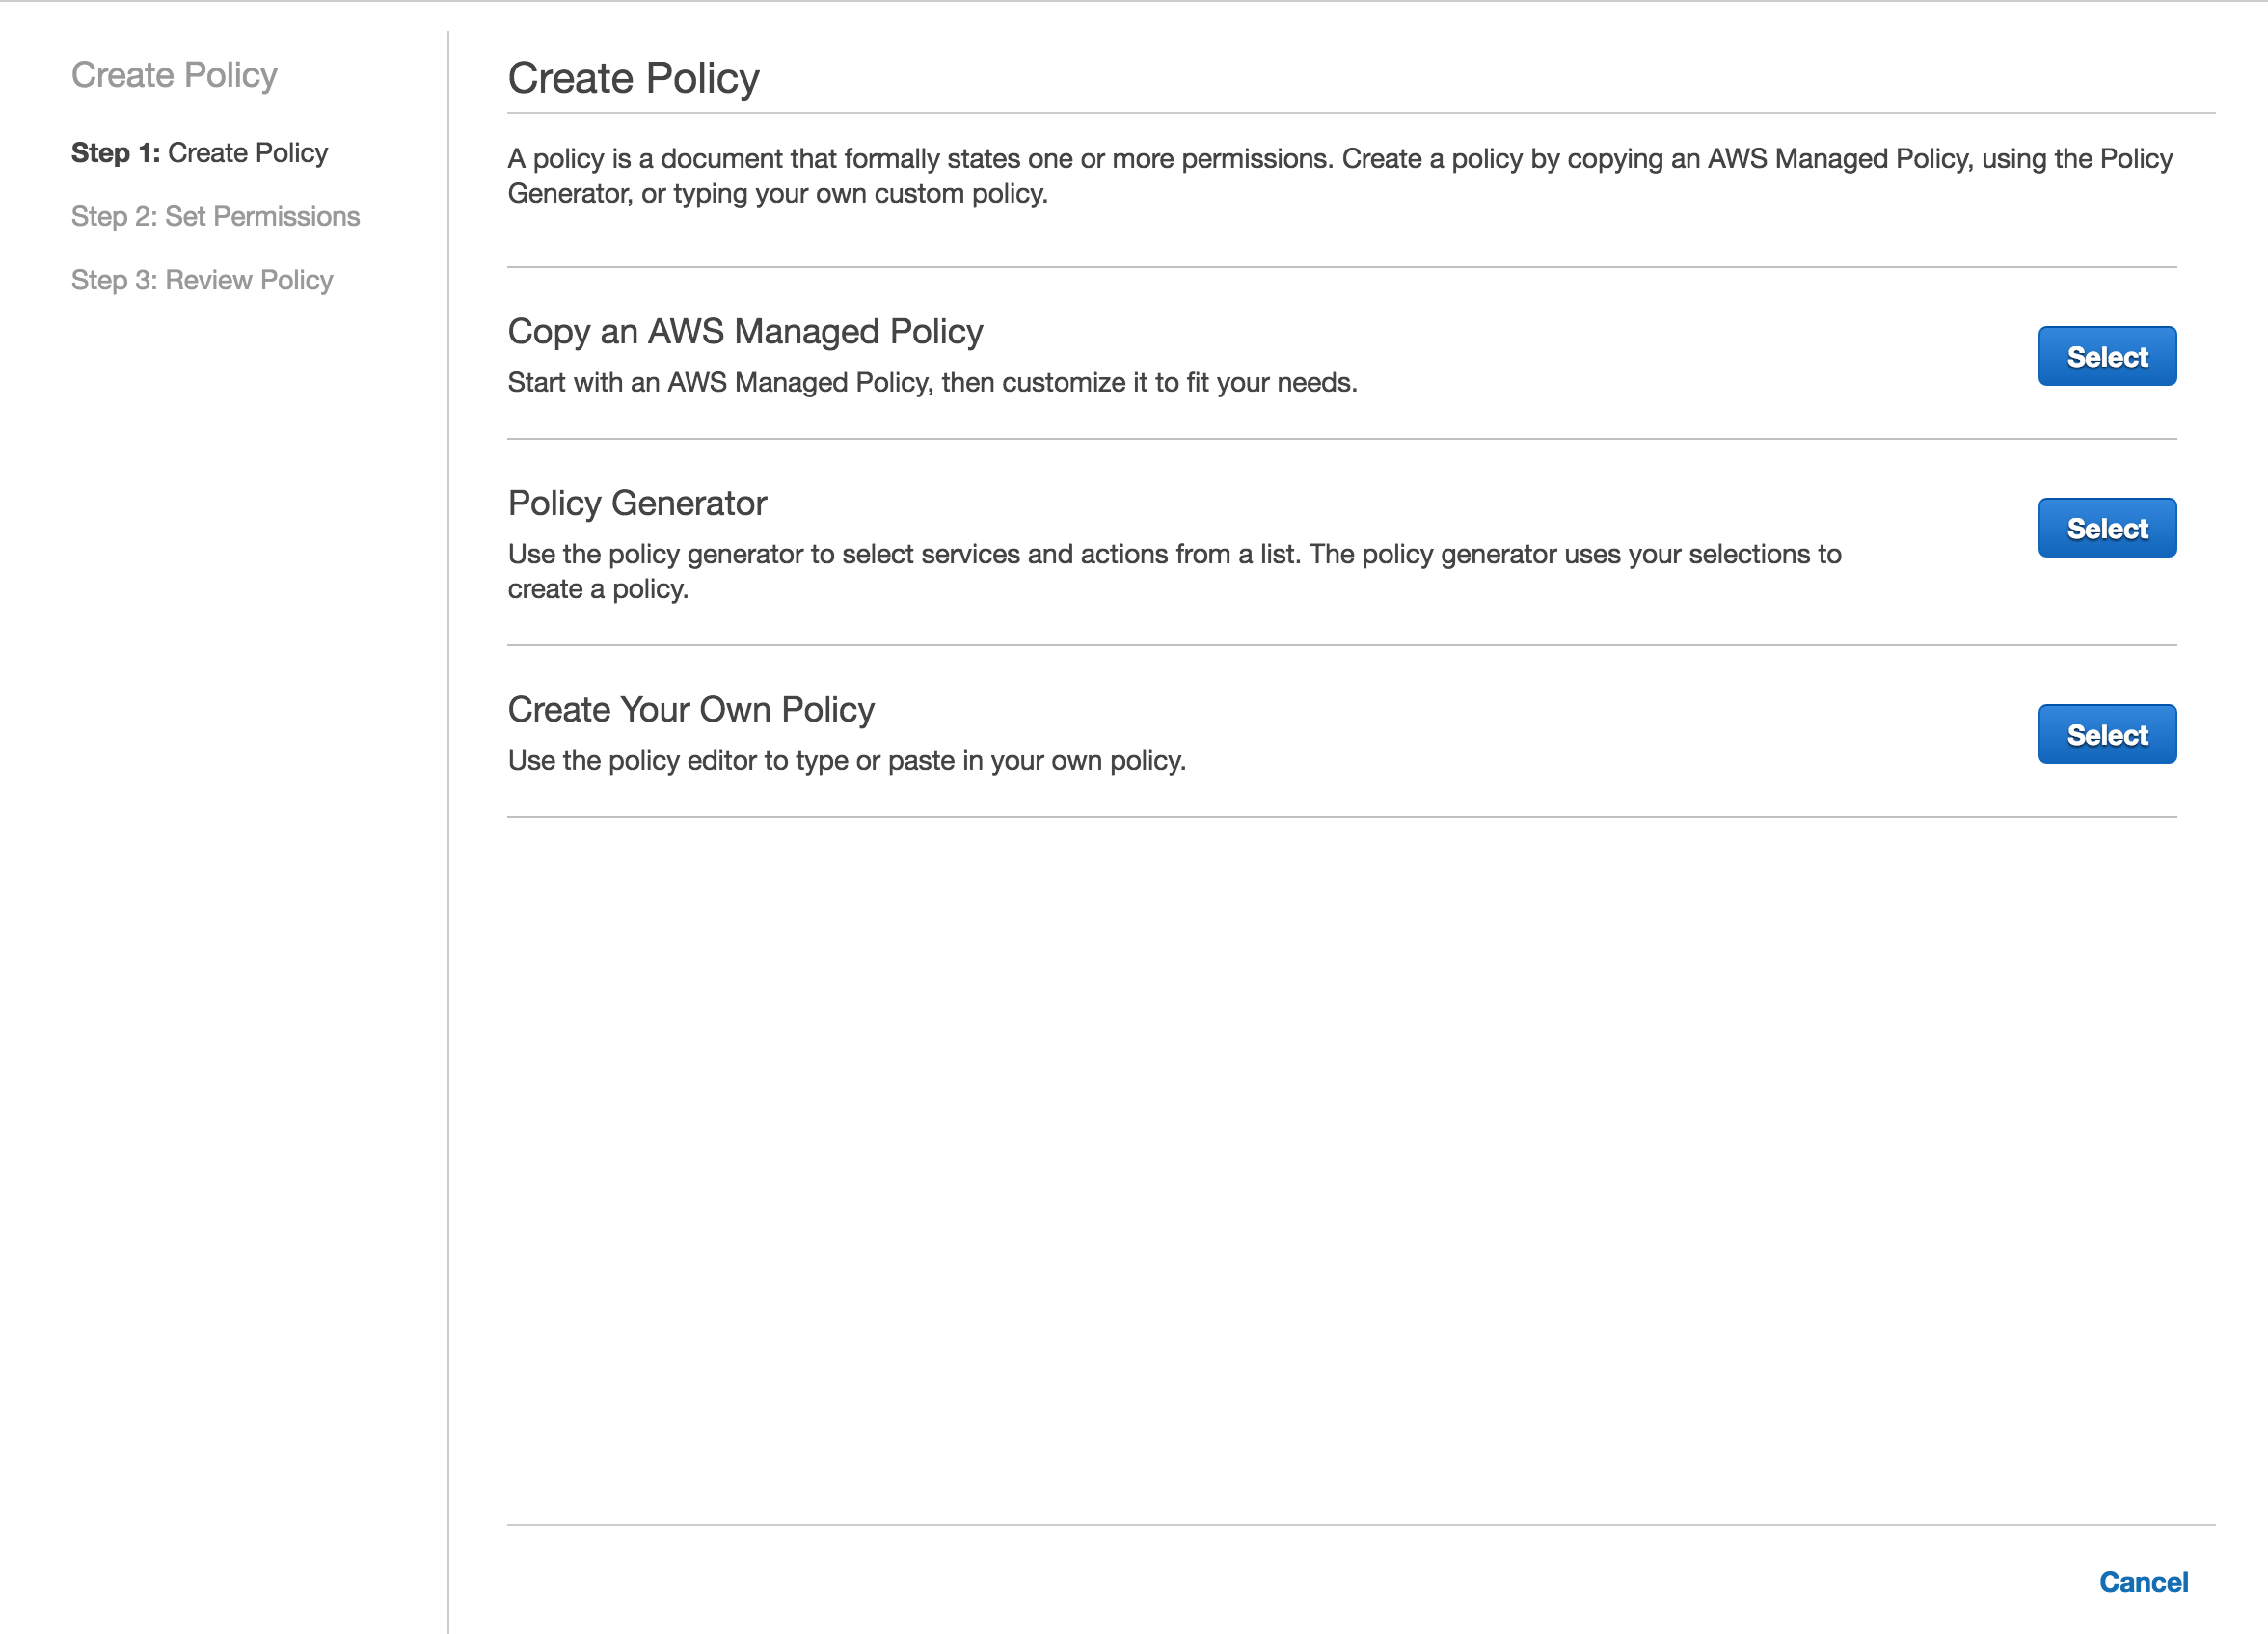 Create Policy
Step 1: Create Policy
Step 2: Set Permissions
Step 3: Review Policy
Create Policy
A policy is a document that formally states one or more permissions. Create a policy by copying an AWS Managed Policy, using the Policy
Generator, or typing your own custom policy.
Copy an AWS Managed Policy
Start with an AWS Managed Policy, then customize it to fit your needs.
Select
Policy Generator
Use the policy generator to select services and actions from a list. The policy generator uses your selections to
create a policy.
Select
Create Your Own Policy
Use the policy editor to type or paste in your own policy.
Select
Cancel